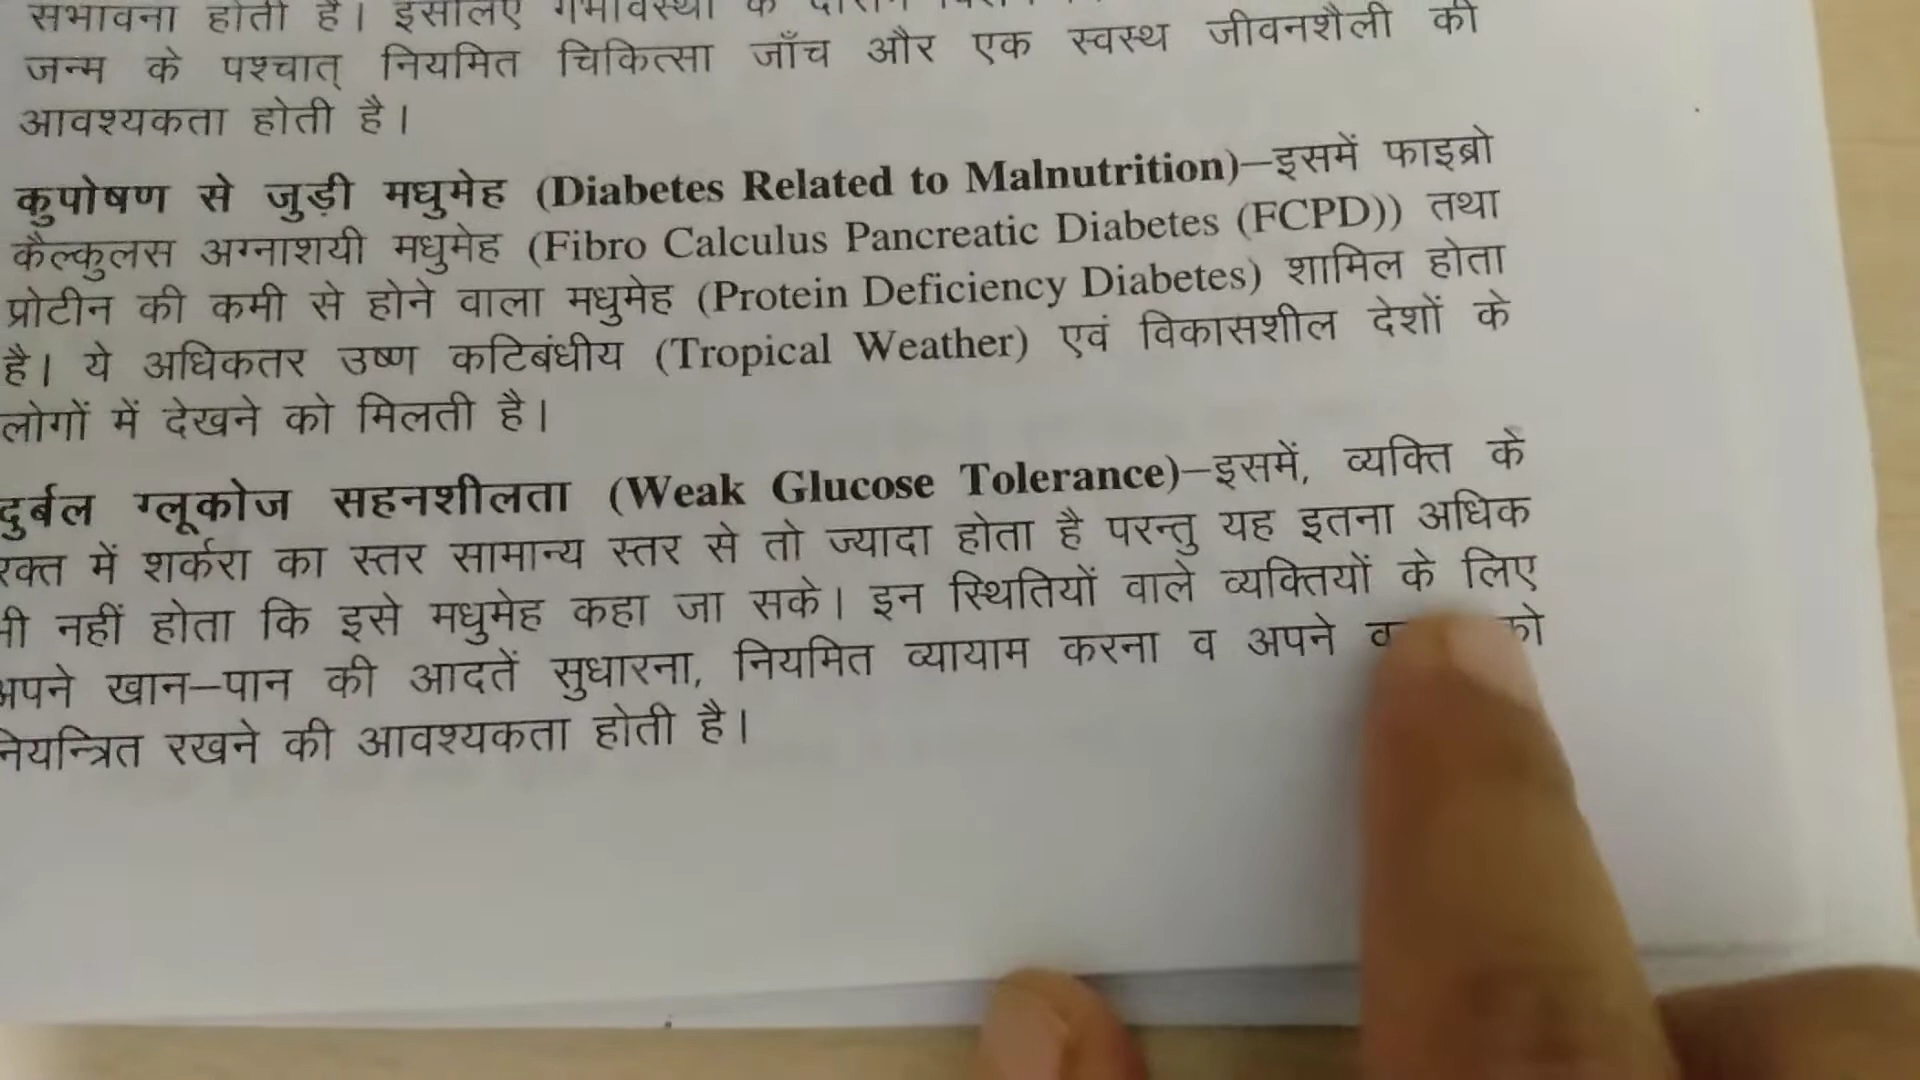 संभावना होती है। इसलिए गर्भावस्था के दौरान
जन्म के पश्चात् नियमित चिकित्सा जाँच और एक स्वस्थ जीवनशैली की
आवश्यकता होती है।
कुपोषण से जुड़ी मधुमेह (Diabetes Related to Malnutrition)–इसमें फाइब्रो
कैल्कुलस अग्नाशयी मधुमेह (Fibro Calculus Pancreatic Diabetes (FCPD)) तथा
प्रोटीन की कमी से होने वाला मधुमेह (Protein Deficiency Diabetes) शामिल होता
है। ये अधिकतर उष्ण कटिबंधीय (Tropical Weather) एवं विकासशील देशों के
लोगों में देखने को मिलती है।
दुर्बल ग्लूकोज सहनशीलता (Weak Glucose Tolerance)–इसमें, व्यक्ति के
रक्त में शर्करा का स्तर सामान्य स्तर से तो ज्यादा होता है परन्तु यह इतना अधिक
भी नहीं होता कि इसे मधुमेह कहा जा सके। इन स्थितियों वाले व्यक्तियों के लिए
अपने खान–पान की आदतें सुधारना, नियमित व्यायाम करना व अपने को
नियन्त्रित रखने की आवश्यकता होती है।